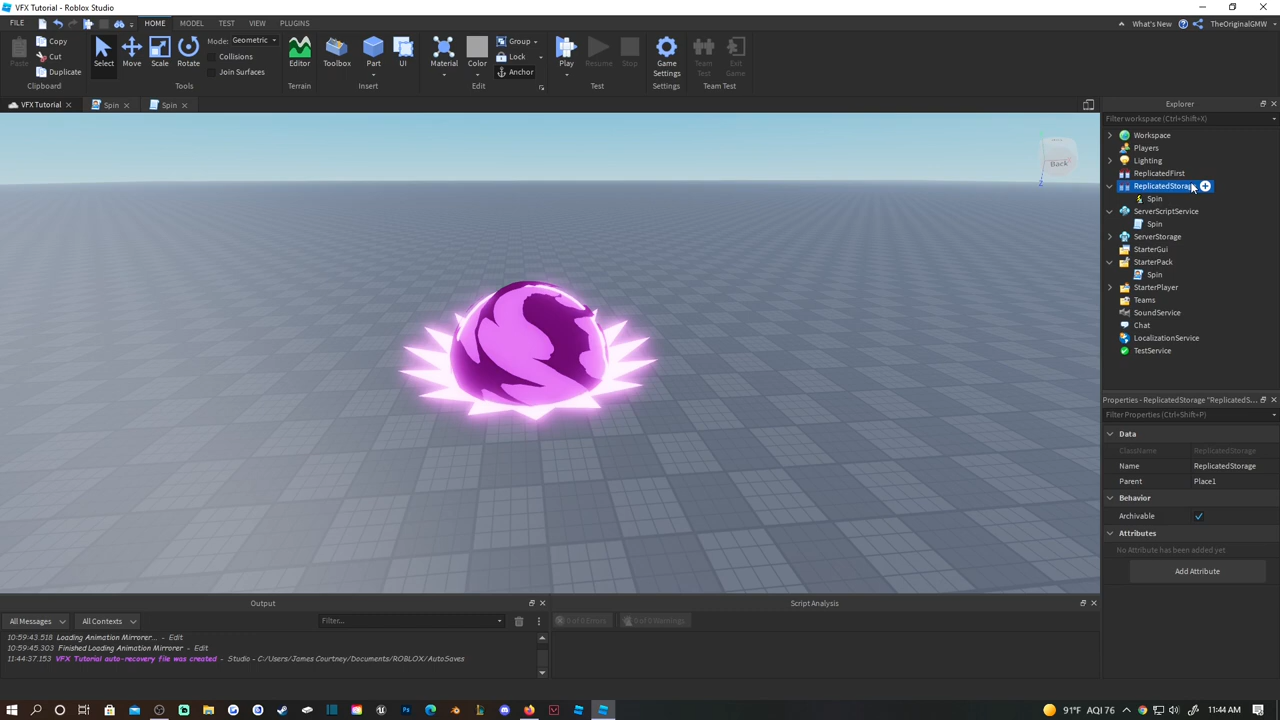 VFX Tutorial - Roblox Studio
FILE HOME MODEL TEST VIEW PLUGINS What's New TheOriginalGMW
Paste Copy Cut Duplicate Select Move Scale Rotate Mode: Geometric Collisions Join Surfaces Editor Toolbox Part UI Material Color Group Lock Anchor Play Resume Stop Game Settings Team Test Exit Game
Clipboard Tools Terrain Insert Edit Test Settings Team Test
VFX Tutorial Spin Spin Explorer
Filter workspace (Ctrl+Shift+X)
Workspace
Players
Lighting
Back
ReplicatedFirst
ReplicatedStorage
Spin
ServerScriptService
Spin
ServerStorage
StarterGui
StarterPack
Spin
StarterPlayer
Teams
SoundService
Chat
LocalizationService
TestService
Properties - ReplicatedStorage "ReplicatedS...
Filter Properties (Ctrl+Shift+P)
Data
ClassName ReplicatedStorage
Name ReplicatedStorage
Parent Place1
Behavior
Archivable
Attributes
No Attribute has been added yet
Add Attribute
Output Script Analysis
All Messages All Contexts Filter... 0 of 0 Errors 0 of 0 Warnings
10:59:43.518 Loading Animation Mirrorer... - Edit
10:59:45.303 Finished Loading Animation Mirrorer - Edit
11:44:37.153 VFX Tutorial auto-recovery file was created - Studio - C:/Users/James Courtney/Documents/ROBLOX/AutoSaves
91°F AQI 76 11:44 AM